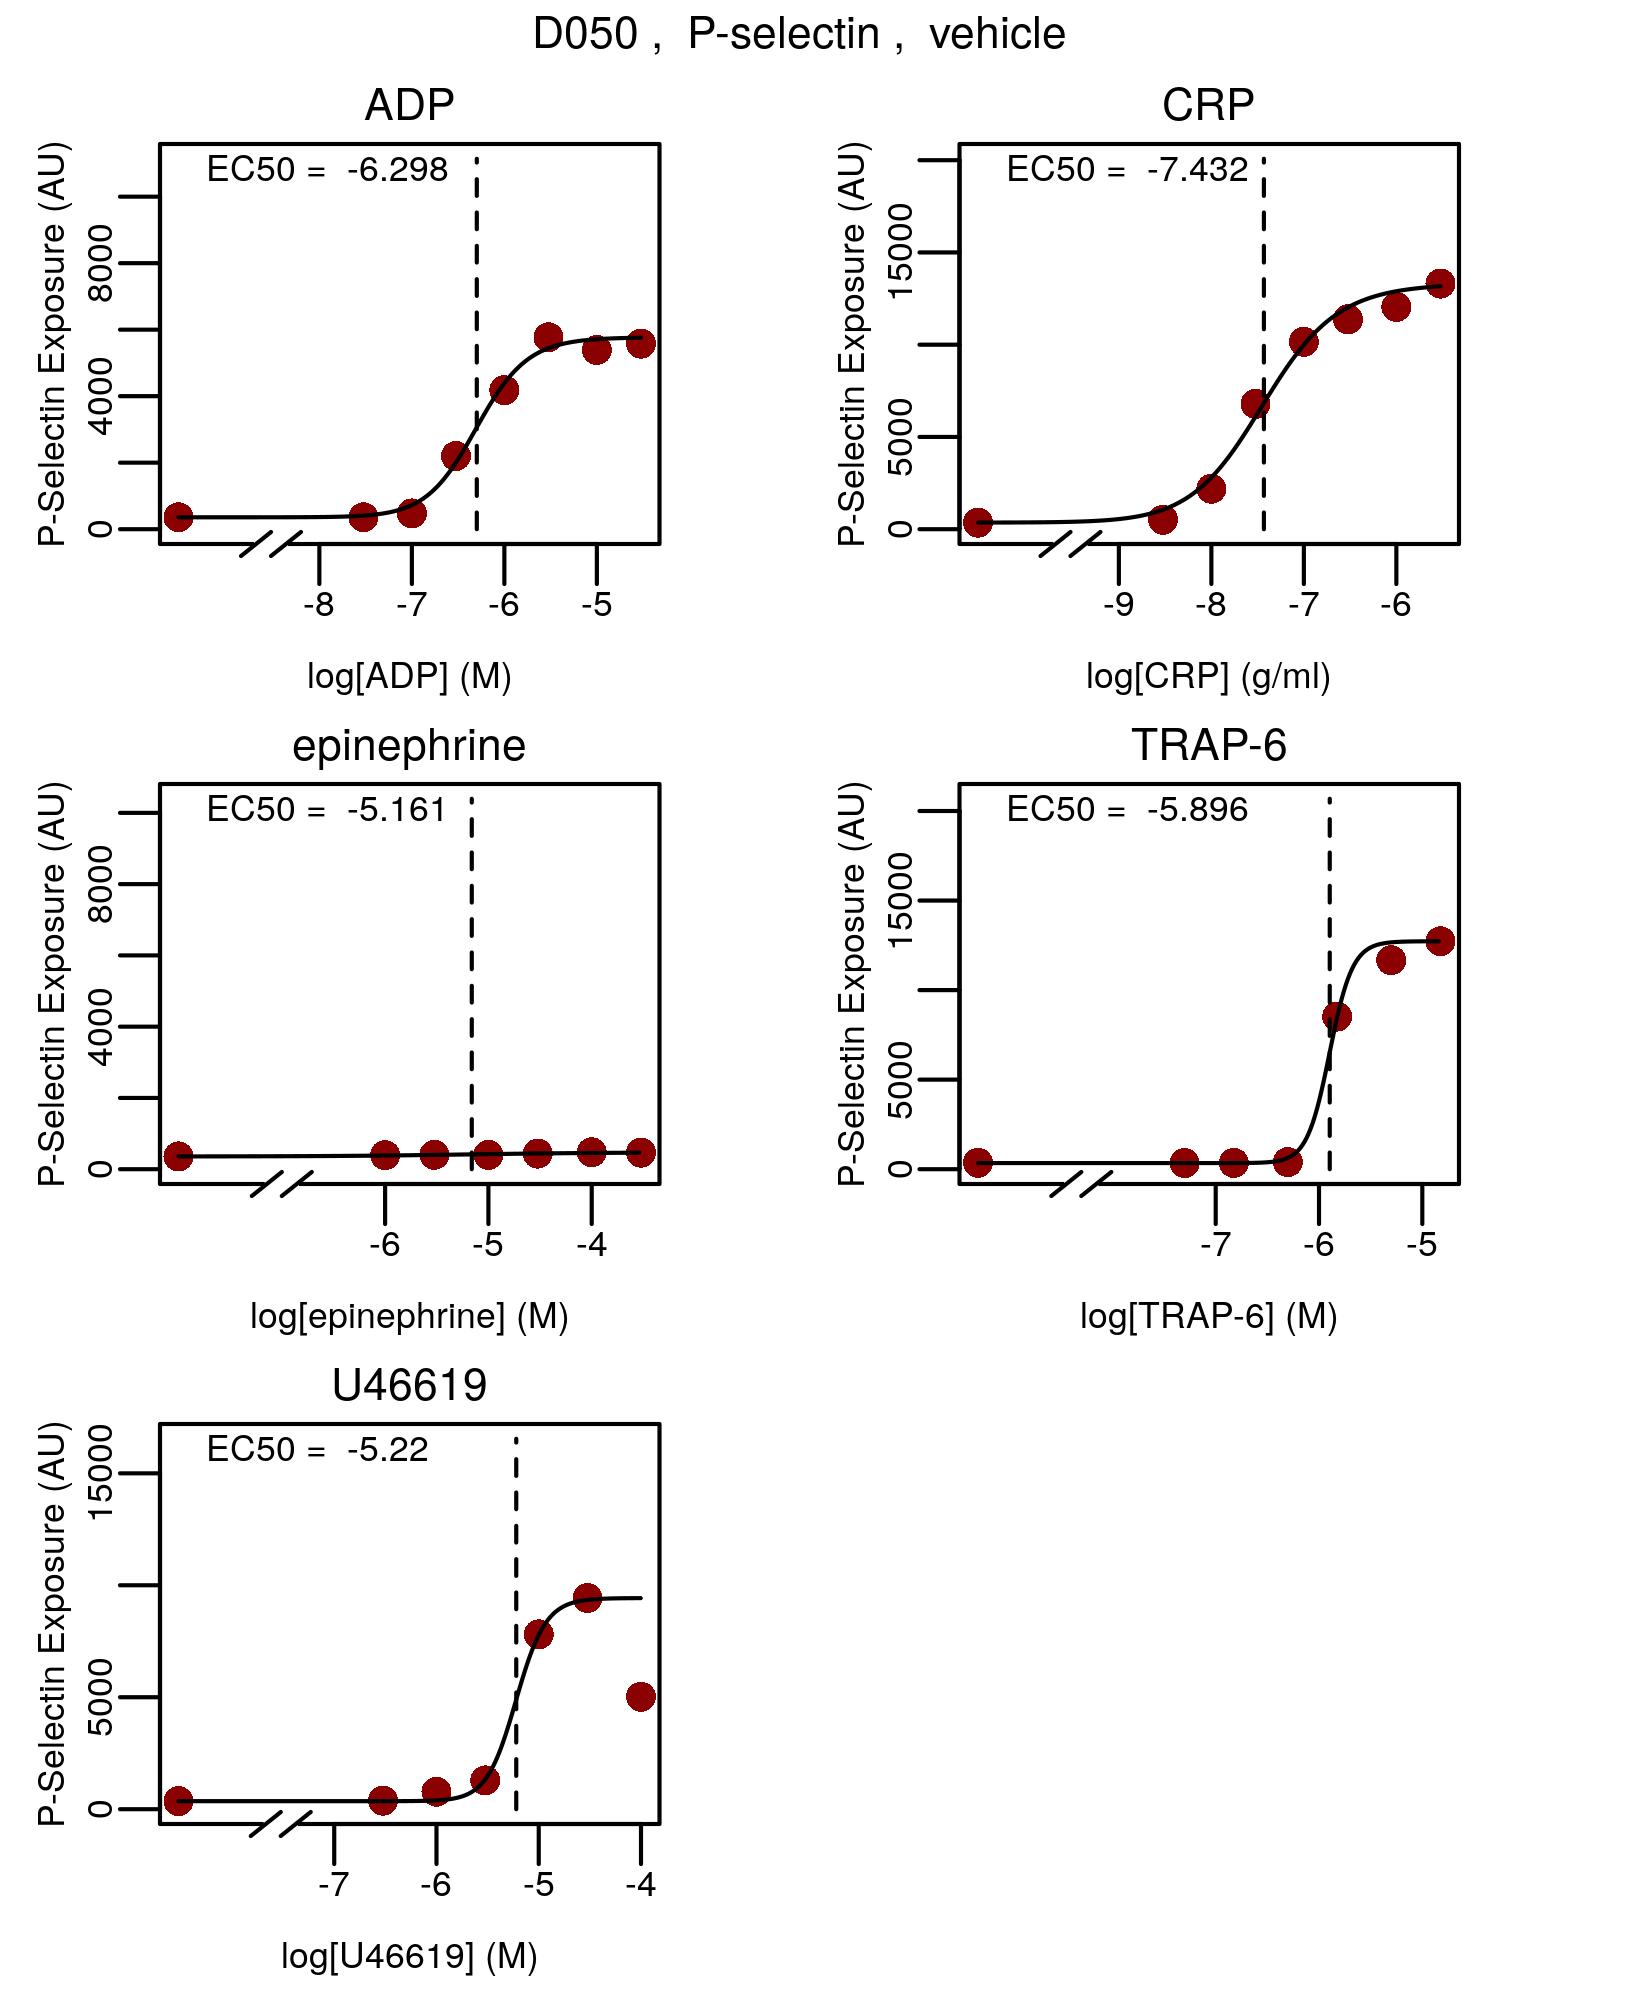 D050 ,  P-selectin ,  vehicle
ADP
P-Selectin Exposure (AU)
0 4000 8000
EC50 =  -6.298
-8 -7 -6 -5
log[ADP] (M)
CRP
P-Selectin Exposure (AU)
0 5000 15000
EC50 =  -7.432
-9 -8 -7 -6
log[CRP] (g/ml)
epinephrine
P-Selectin Exposure (AU)
0 4000 8000
EC50 =  -5.161
-6 -5 -4
log[epinephrine] (M)
TRAP-6
P-Selectin Exposure (AU)
0 5000 15000
EC50 =  -5.896
-7 -6 -5
log[TRAP-6] (M)
U46619
P-Selectin Exposure (AU)
0 5000 15000
EC50 =  -5.22
-7 -6 -5 -4
log[U46619] (M)